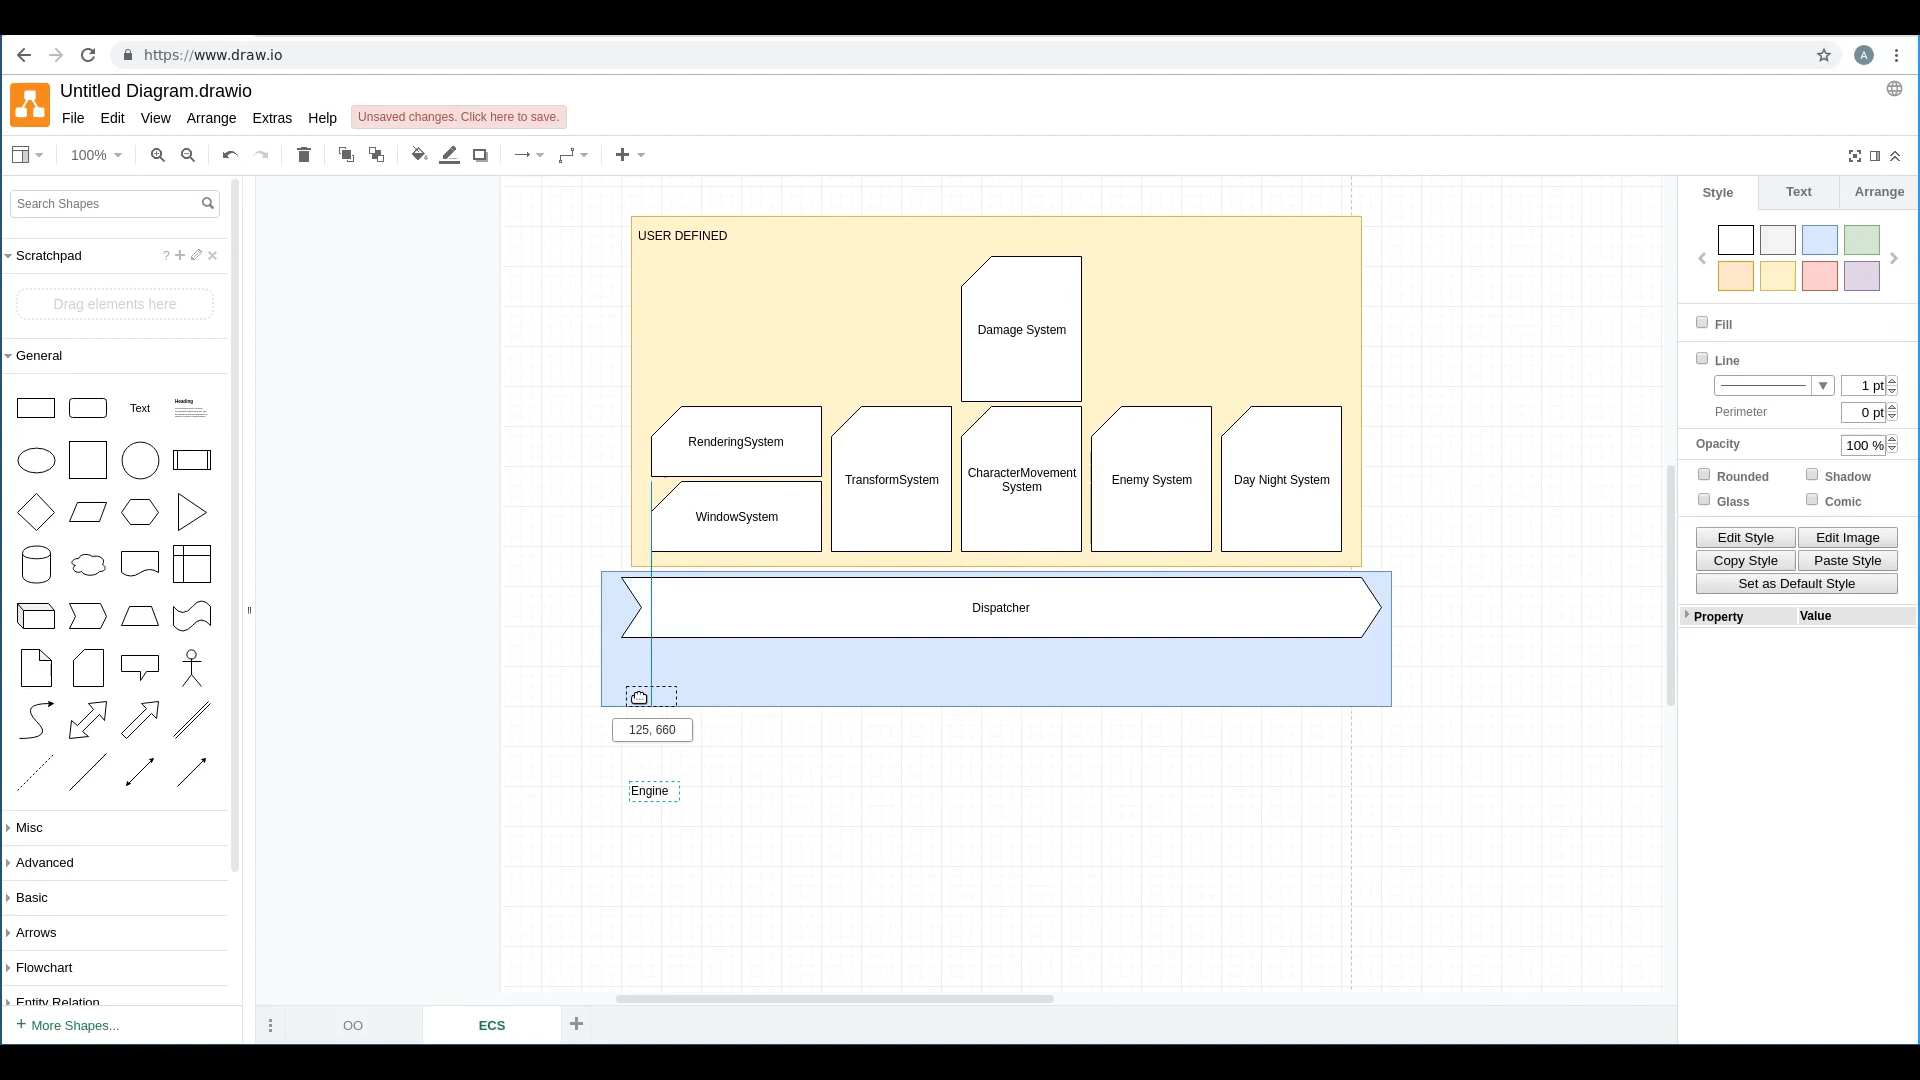 https://www.draw.io
A
Untitled Diagram.drawio
File Edit View Arrange Extras Help Unsaved changes. Click here to save.
100%
Search Shapes
Scratchpad ?
Drag elements here
General
Text
Heading
Misc
Advanced
Basic
Arrows
Flowchart
Entity Relation
+ More Shapes...
USER DEFINED
Damage System
RenderingSystem
WindowSystem
TransformSystem
CharacterMovement
System
Enemy System
Day Night System
Dispatcher
125, 660
Engine
OO
ECS
Style Text Arrange
Fill
Line
1 pt
Perimeter 0 pt
Opacity 100 %
Rounded Shadow
Glass Comic
Edit Style Edit Image
Copy Style Paste Style
Set as Default Style
Property Value